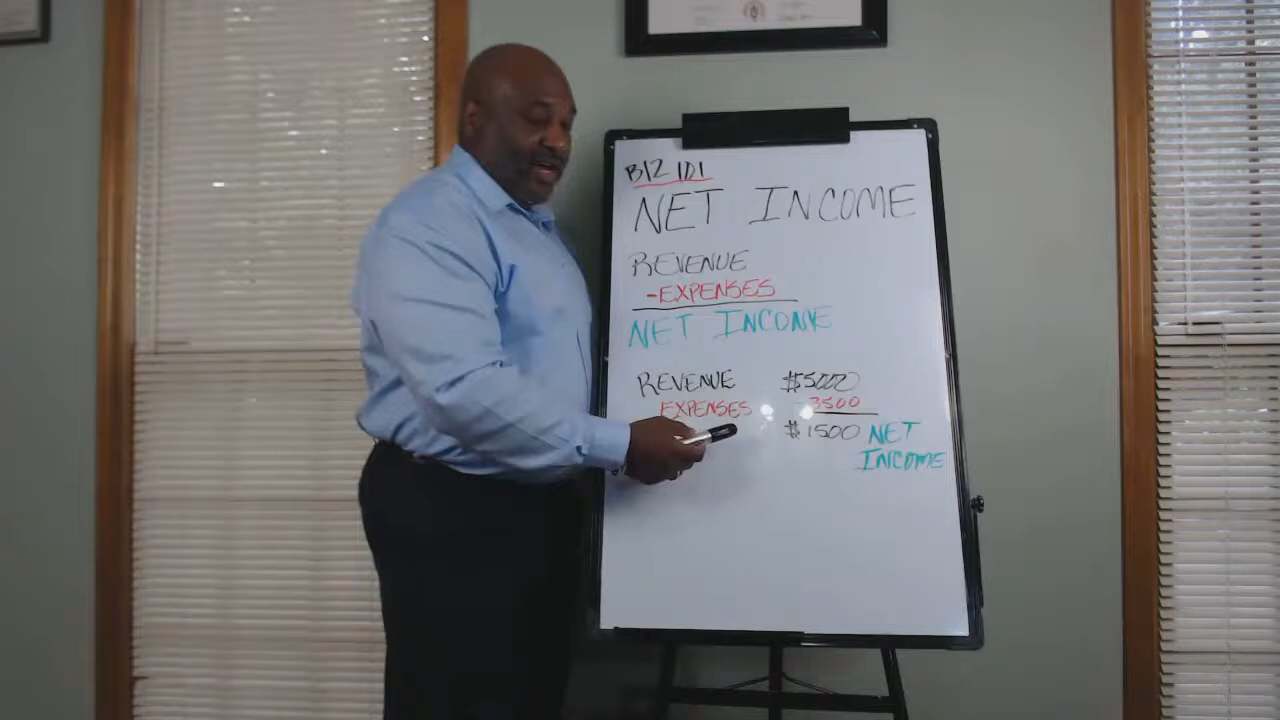 BIZ 101
NET INCOME
REVENUE
-EXPENSES
NET INCOME
REVENUE $5000
EXPENSES 3500
$1500 NET
INCOME